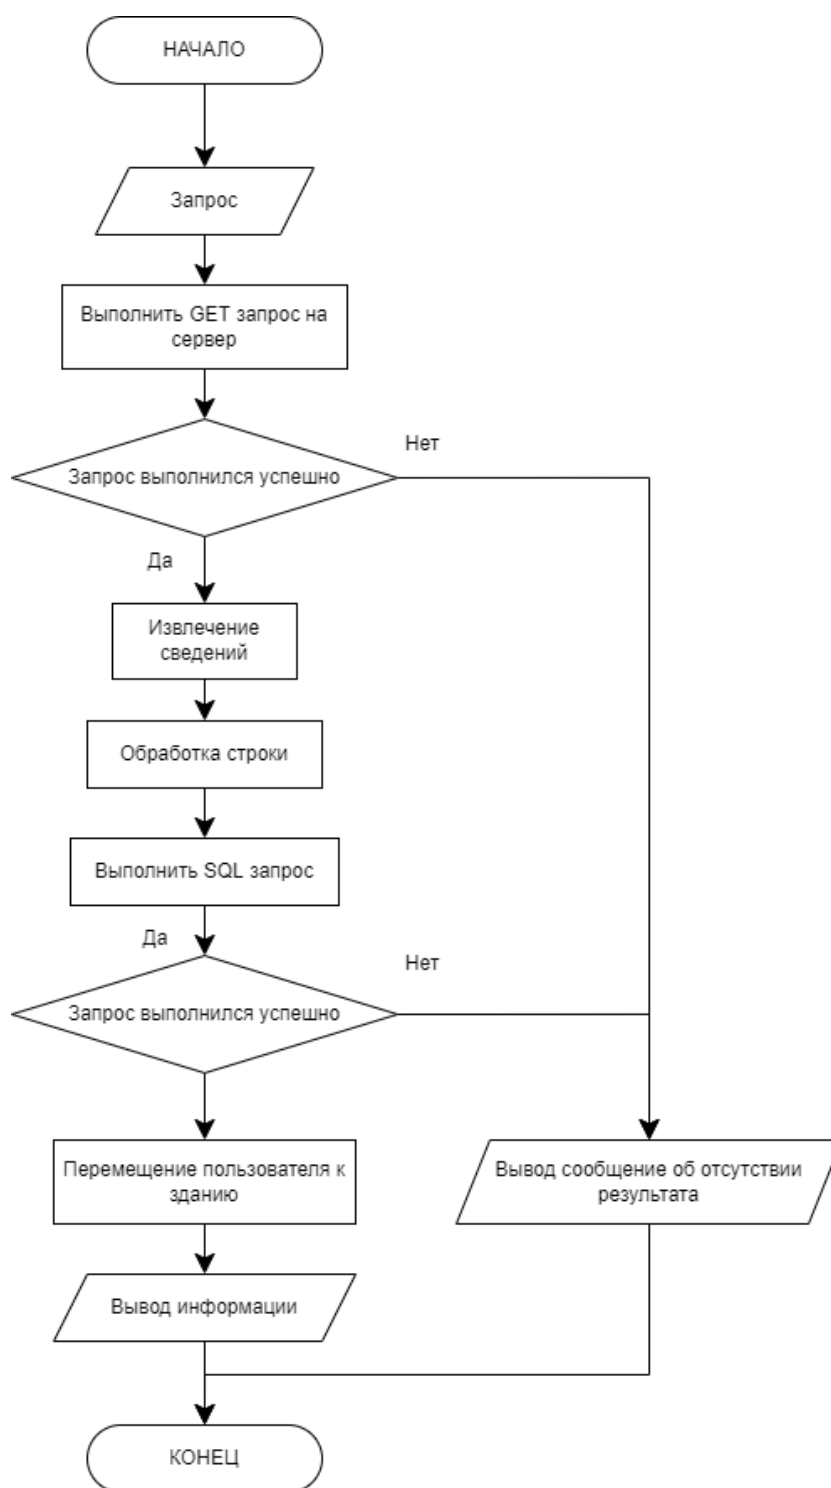 НАЧАЛО
Запрос
Выполнить GET запрос на
сервер
Запрос выполнился успешно
Нет
Да
Извлечение
сведений
Обработка строки
Выполнить SQL запрос
Да
Запрос выполнился успешно
Нет
Перемещение пользователя к
зданию
Вывод сообщение об отсутствии
результата
Вывод информации
КОНЕЦ